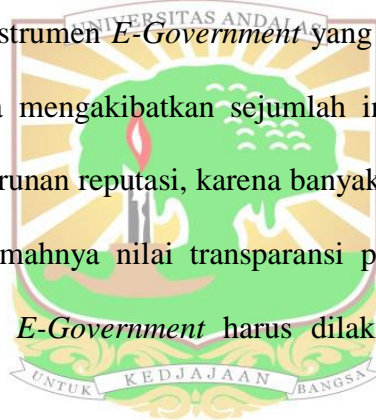 UNIVERSITAS ANDALAS
strumen E-Government yang
mengakibatkan sejumlah
runan reputasi, karena banyak
mahnya nilai transparansi
E-Government harus dilak
UNTUK KEDJAJAAN BANGSA